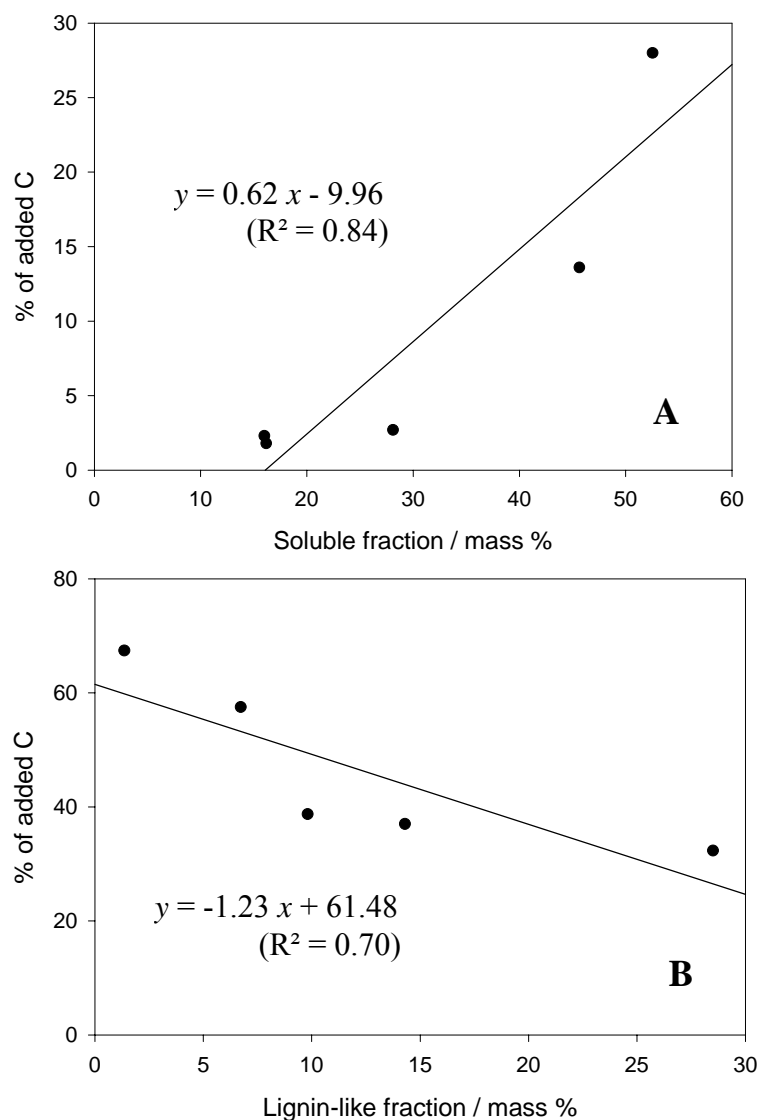 30
25
20
15
10
5
0
% of added C
y = 0.62 x - 9.96
(R² = 0.84)
A
0 10 20 30 40 50 60
Soluble fraction / mass %
80
60
40
20
0
% of added C
y = -1.23 x + 61.48
(R² = 0.70)
B
0 5 10 15 20 25 30
Lignin-like fraction / mass %